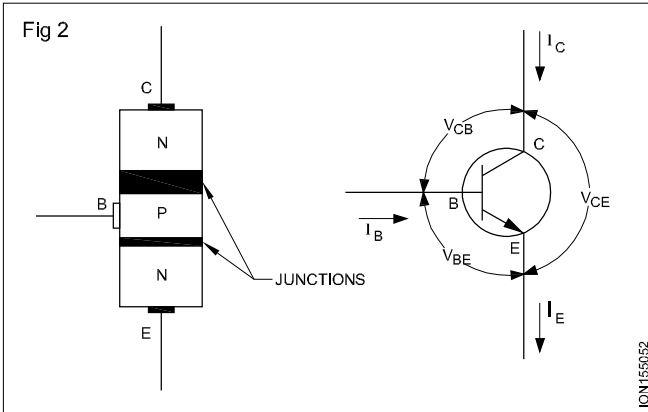 Fig 2
C
N
B
P
N
E
JUNCTIONS
I C
V CB
C
V CE
B
I B
E
V BE
I E
ION155052